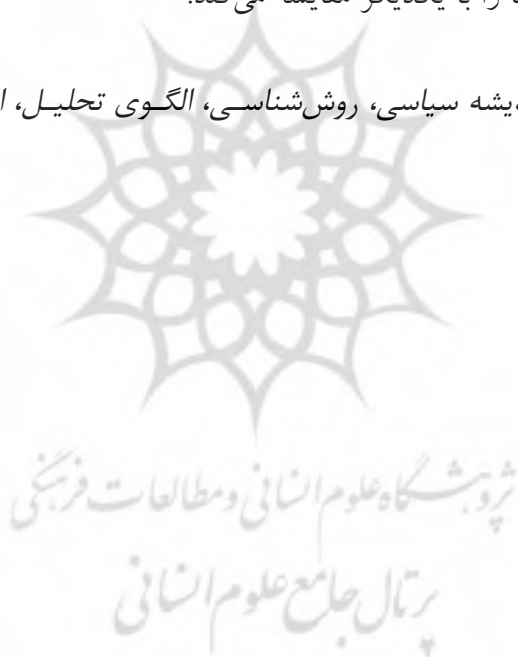 را با یکدیگر مقایسه می‌کند.
یشه سیاسی، روش‌شناسی، الگوی تحلیل، ا
پژوهشگاه علوم انسانی و مطالعات فرهنگی
پرتال جامع علوم انسانی